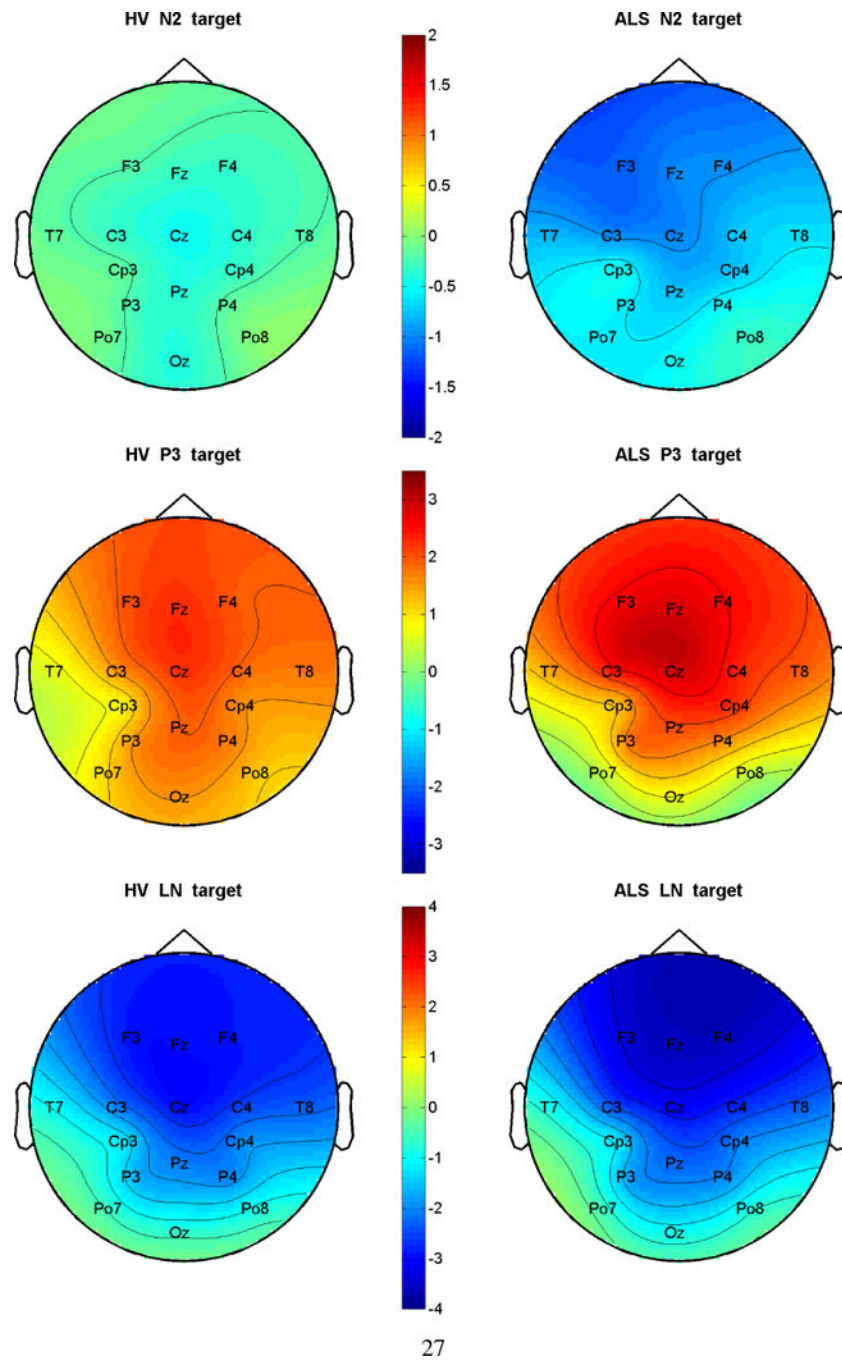 HV N2 target
ALS N2 target
2
1.5
1
0.5
0
-0.5
-1
-1.5
-2
F3 Fz F4
T7 C3 Cz C4 T8
Cp3 Cp4
Pz
P3 P4
Po7 Po8
Oz
F3 Fz F4
T7 C3 Cz C4 T8
Cp3 Cp4
Pz
P3 P4
Po7 Po8
Oz
HV P3 target
ALS P3 target
3
2
1
0
-1
-2
-3
F3 Fz F4
T7 C3 Cz C4 T8
Cp3 Cp4
Pz
P3 P4
Po7 Po8
Oz
F3 Fz F4
T7 C3 Cz C4 T8
Cp3 Cp4
Pz
P3 P4
Po7 Po8
Oz
HV LN target
ALS LN target
4
3
2
1
0
-1
-2
-3
-4
F3 Fz F4
T7 C3 Cz C4 T8
Cp3 Cp4
Pz
P3 P4
Po7 Po8
Oz
F3 Fz F4
T7 C3 Cz C4 T8
Cp3 Cp4
Pz
P3 P4
Po7 Po8
Oz
27